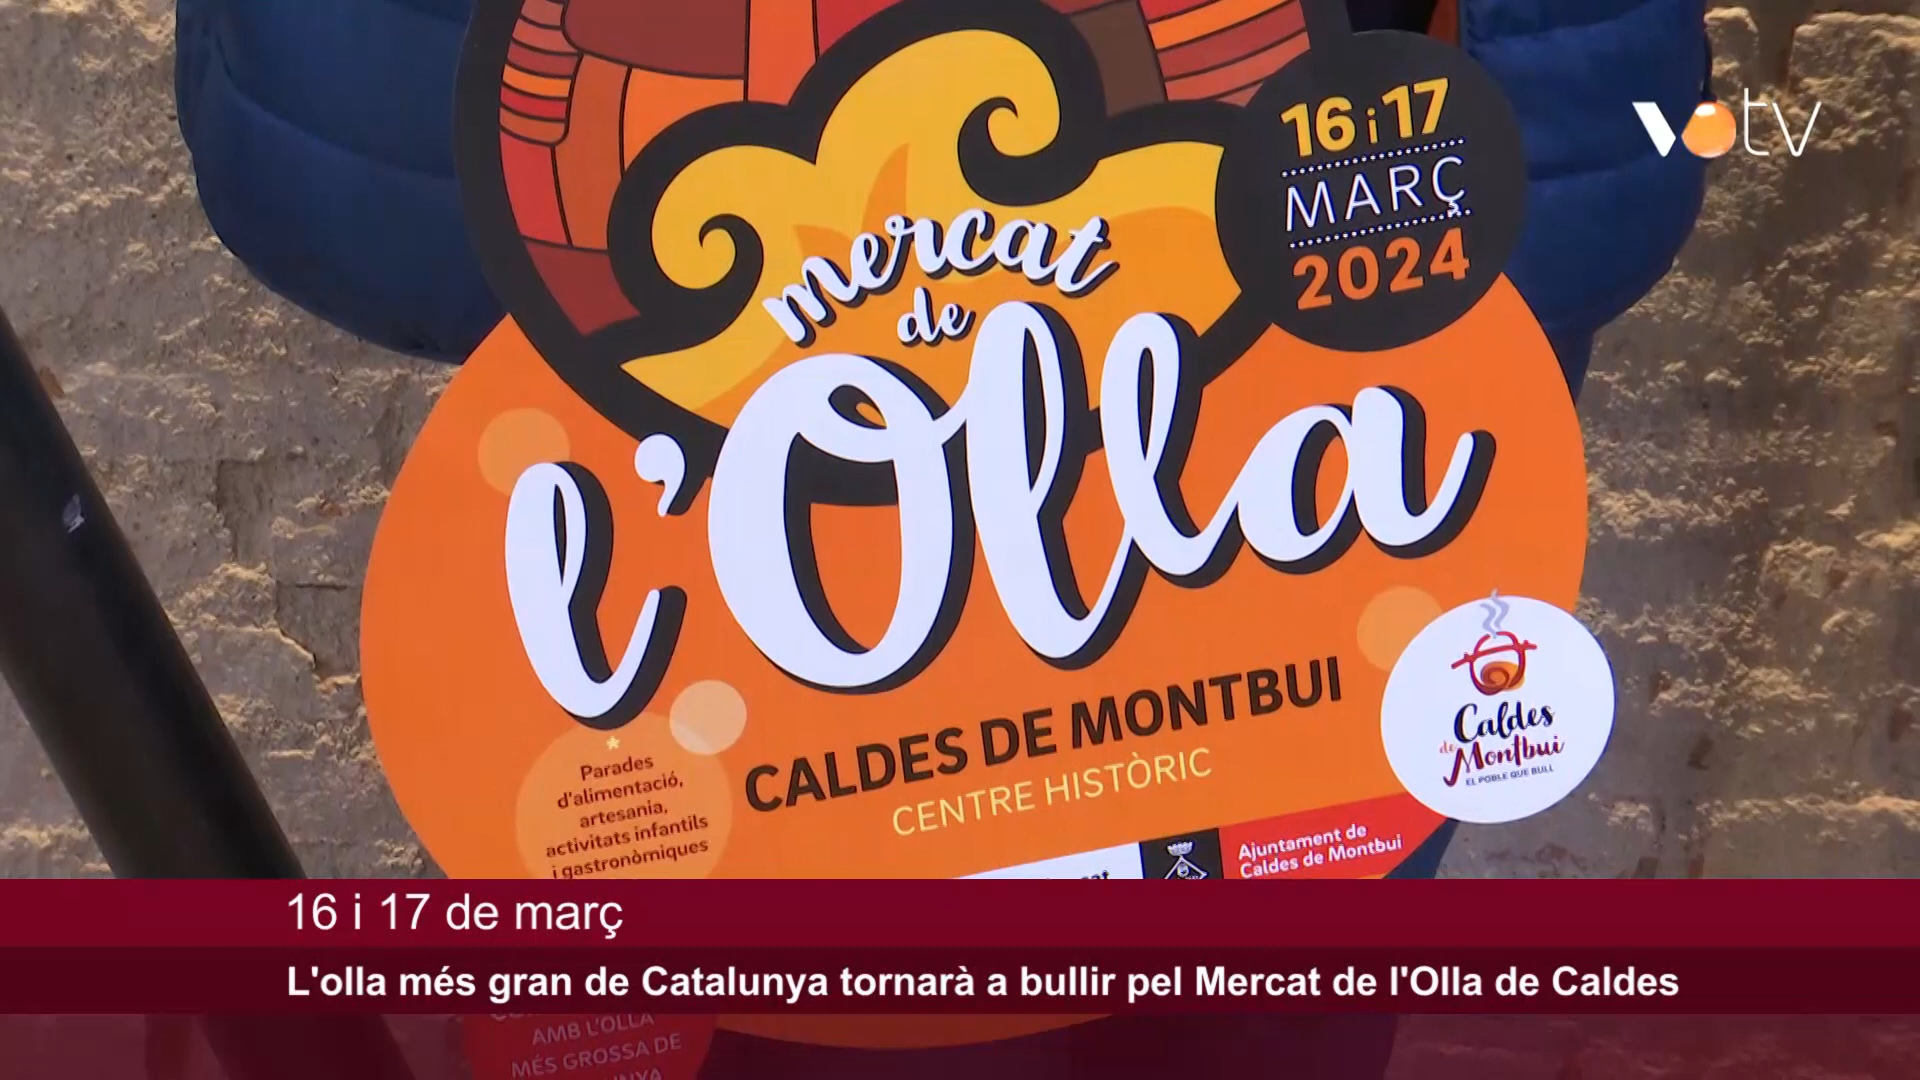 16 i 17
MARÇ
2024
votv
mercat
de
l'Olla
CALDES DE MONTBUI
CENTRE HISTÒRIC
Caldes
de Montbui
EL POBLE QUE BULL
*
Parades
d'alimentació,
artesania,
activitats infantils
i gastronòmiques
Ajuntament de
Caldes de Montbui
16 i 17 de març
L'olla més gran de Catalunya tornarà a bullir pel Mercat de l'Olla de Caldes
AMB L'OLLA
MÉS GROSSA DE